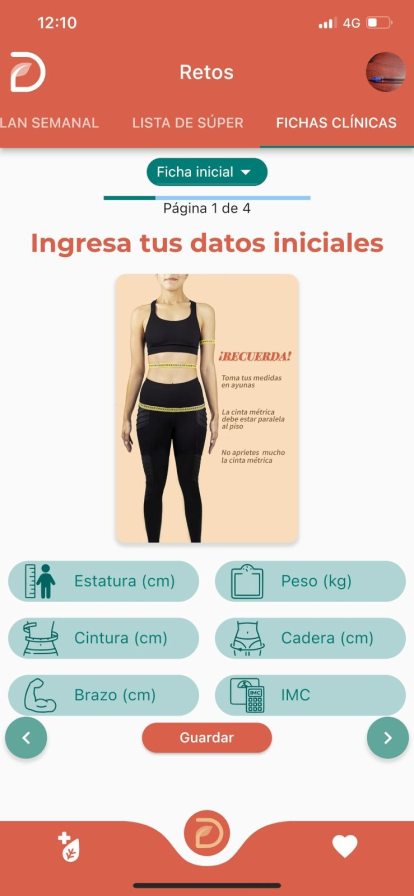 12:10
4G
Retos
LAN SEMANAL
LISTA DE SÚPER
FICHAS CLÍNICAS
Ficha inicial
Página 1 de 4
Ingresa tus datos iniciales
¡RECUERDA!
Toma tus medidas
en ayunas
La cinta métrica
debe estar paralela
al piso
No aprietes mucho
la cinta métrica
Estatura (cm)
Peso (kg)
Cintura (cm)
Cadera (cm)
Brazo (cm)
IMC
IMC
Guardar